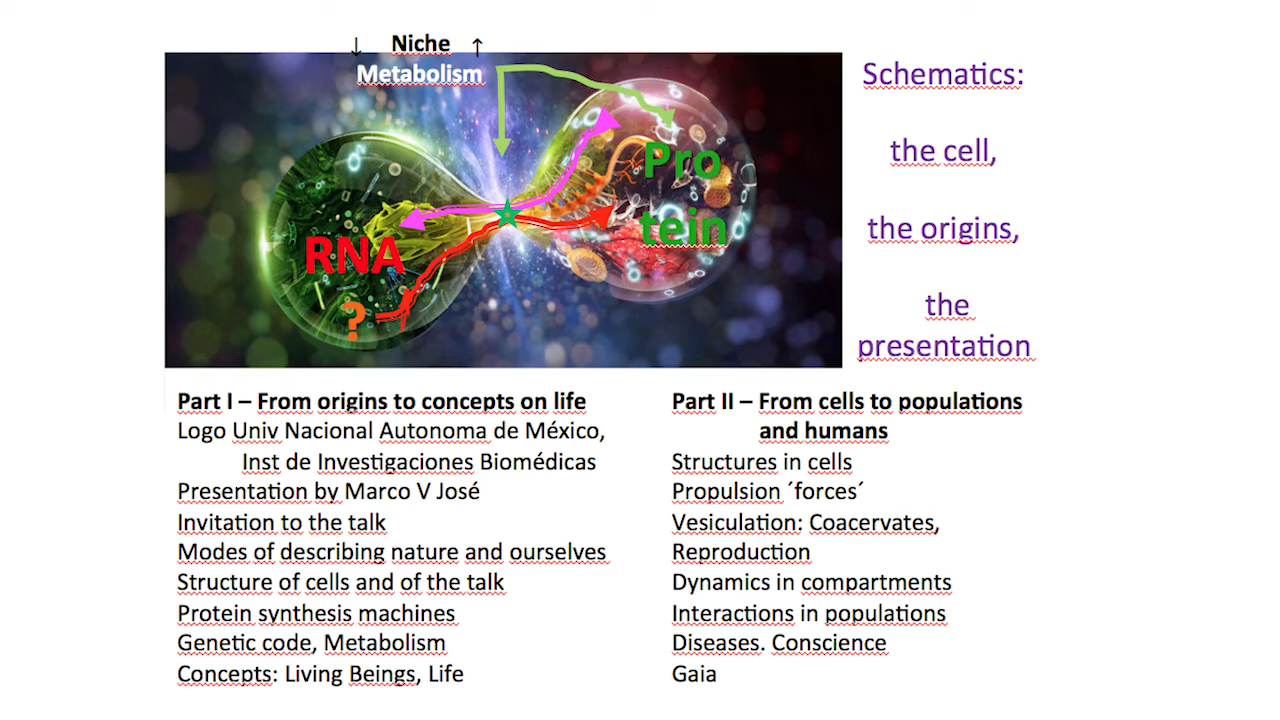 ↓ Niche ↑
Metabolism
Pro
tein
RNA
?
Schematics:
the cell,
the origins,
the
presentation
Part I – From origins to concepts on life
Logo Univ Nacional Autonoma de México,
Inst de Investigaciones Biomédicas
Presentation by Marco V José
Invitation to the talk
Modes of describing nature and ourselves
Structure of cells and of the talk
Protein synthesis machines
Genetic code, Metabolism
Concepts: Living Beings, Life
Part II – From cells to populations
and humans
Structures in cells
Propulsion ´forces´
Vesiculation: Coacervates,
Reproduction
Dynamics in compartments
Interactions in populations
Diseases. Conscience
Gaia